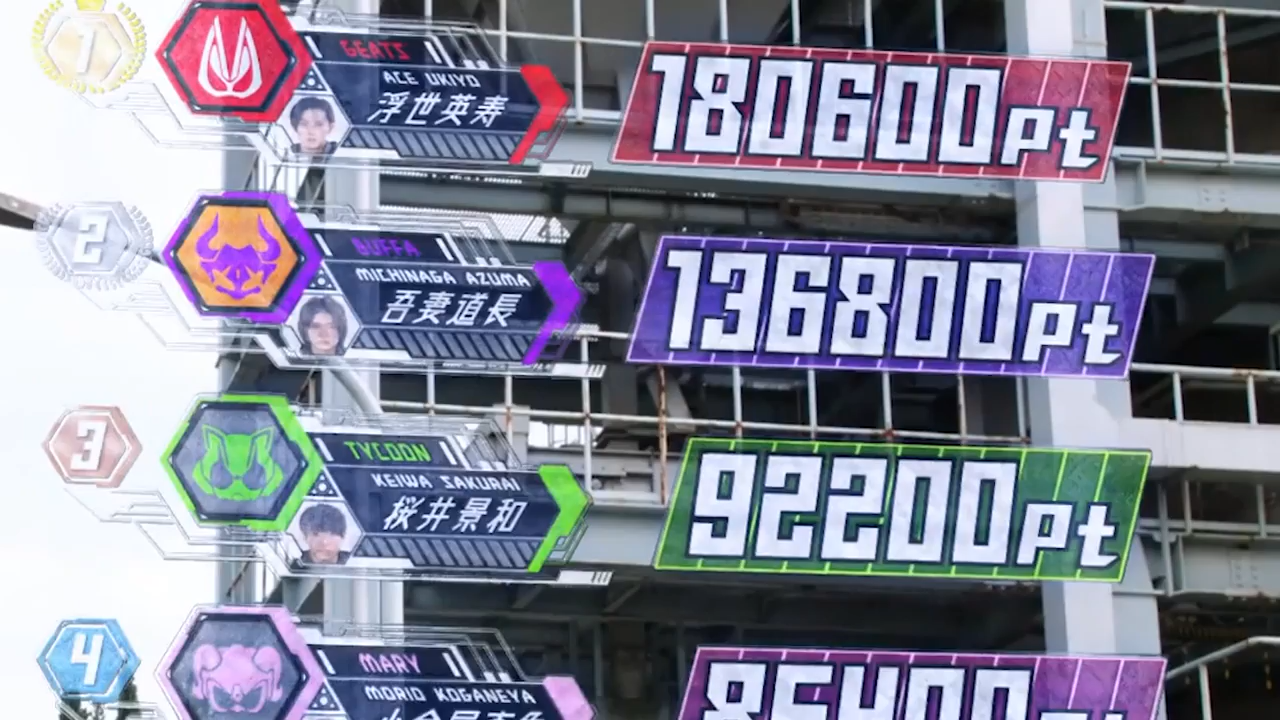 1
GEATS
ACE UKIYO
浮世英寿
180600pt
2
BUFFA
MICHINAGA AZUMA
吾妻道長
136800pt
3
TYCOON
KEIWA SAKURAI
桜井景和
92200pt
4
MARY
MORIO KOGANEYA
85400pt